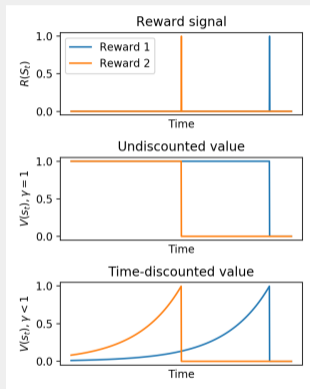 Reward signal
1.0
0.5
0.0
R(S_t)
Reward 1
Reward 2
Time
Undiscounted value
1.0
0.5
0.0
V(s_t), γ = 1
Time
Time-discounted value
1.0
0.5
0.0
V(s_t), γ < 1
Time